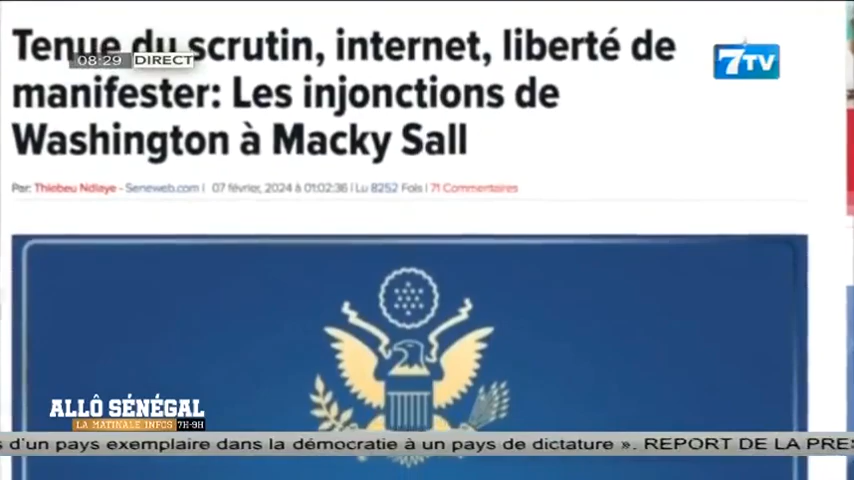 Tenue du scrutin, internet, liberté de
08:29 DIRECT
7TV
manifester: Les injonctions de
Washington à Macky Sall
Par: Thiebeu Ndiaye - Seneweb.com | 07 février, 2024 à 01:02:36 | Lu 8252 Fois | 71 Commentaires
ALLÔ SÉNÉGAL
LA MATINALE INFOS 7H-9H
s d'un pays exemplaire dans la démocratie à un pays de dictature ». REPORT DE LA PRES